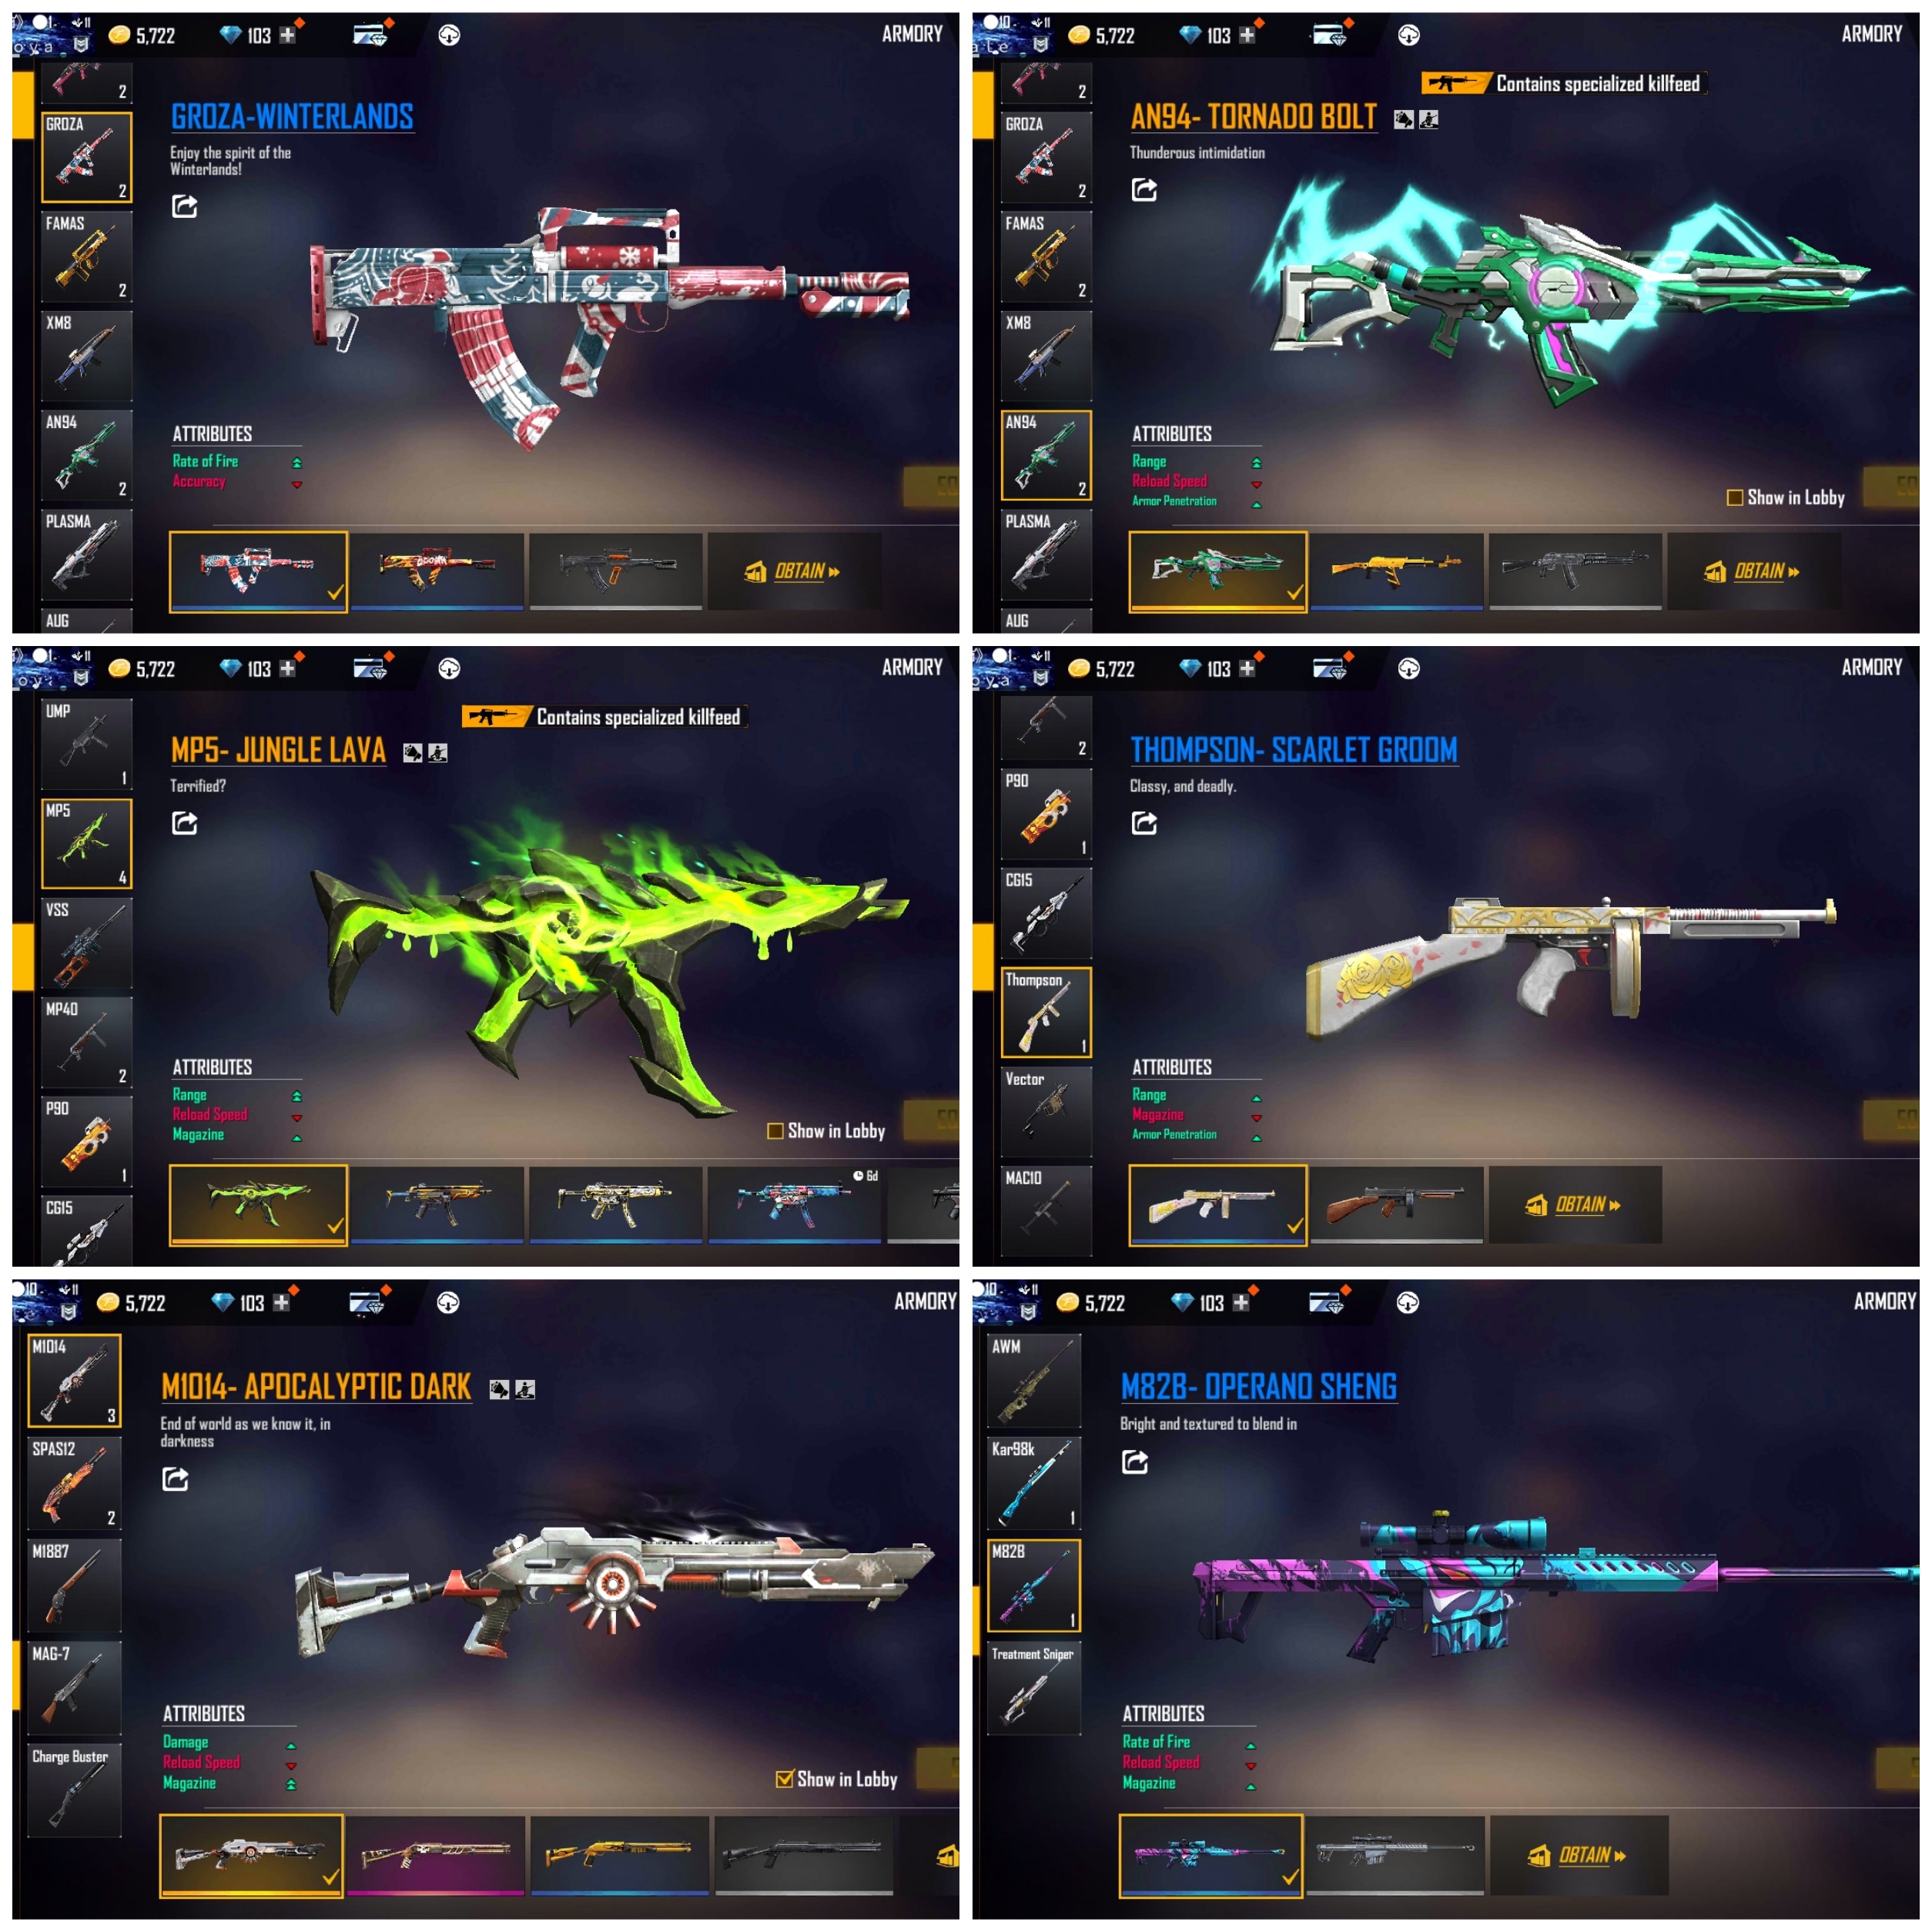 5,722
103
ARMORY
2
GROZA
2
FAMAS
2
XM8
AN94
2
PLASMA
AUG
GROZA-WINTERLANDS
Enjoy the spirit of the
Winterlands!
ATTRIBUTES
Rate of Fire
Accuracy
OBTAIN
5,722
103
ARMORY
2
GROZA
2
FAMAS
2
XM8
AN94
2
PLASMA
AUG
Contains specialized killfeed
AN94- TORNADO BOLT
Thunderous intimidation
ATTRIBUTES
Range
Reload Speed
Armor Penetration
Show in Lobby
OBTAIN
5,722
103
ARMORY
UMP
1
MP5
4
VSS
MP40
2
P90
1
CG15
Contains specialized killfeed
MP5- JUNGLE LAVA
Terrified?
ATTRIBUTES
Range
Reload Speed
Magazine
Show in Lobby
6d
5,722
103
ARMORY
2
P90
1
CG15
Thompson
1
Vector
MAC10
THOMPSON- SCARLET GROOM
Classy, and deadly.
ATTRIBUTES
Range
Magazine
Armor Penetration
OBTAIN
5,722
103
ARMORY
M1014
3
SPAS12
2
M1887
MAG-7
Charge Buster
M1014- APOCALYPTIC DARK
End of world as we know it, in
darkness
ATTRIBUTES
Damage
Reload Speed
Magazine
Show in Lobby
5,722
103
ARMORY
AWM
Kar98k
1
M82B
1
Treatment Sniper
M82B- OPERANO SHENG
Bright and textured to blend in
ATTRIBUTES
Rate of Fire
Reload Speed
Magazine
OBTAIN